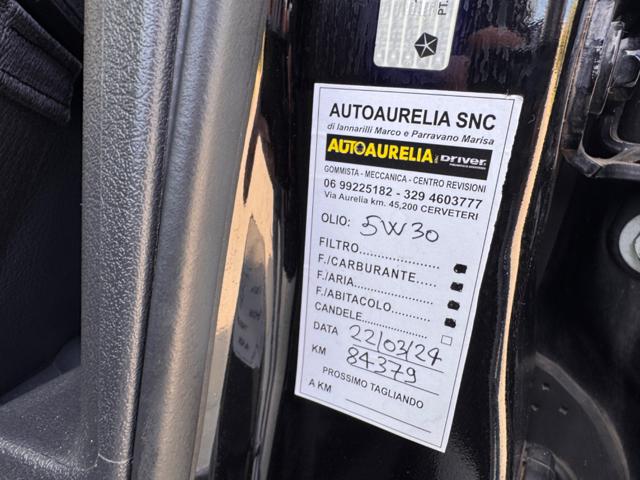 PT.
AUTOAURELIA SNC
di Iannarilli Marco e Parravano Marisa
AUTOAURELIA SNC DRIVER
GOMMISTA - MECCANICA - CENTRO REVISIONI
06 99225182 - 329 4603777
Via Aurelia km. 45,200 CERVETERI
OLIO: 5W30
FILTRO
F./CARBURANTE
F./ARIA
F./ABITACOLO
CANDELE
DATA 22/03/24
KM 84379
PROSSIMO TAGLIANDO
A KM